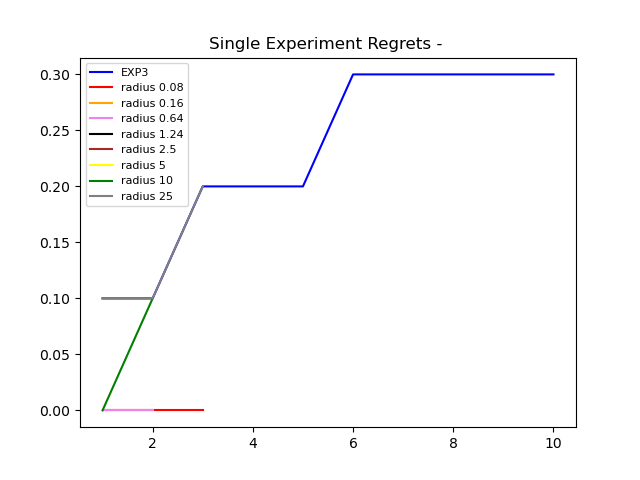 Single Experiment Regrets -
0.30
0.25
0.20
0.15
0.10
0.05
0.00
EXP3
radius 0.08
radius 0.16
radius 0.64
radius 1.24
radius 2.5
radius 5
radius 10
radius 25
2 4 6 8 10